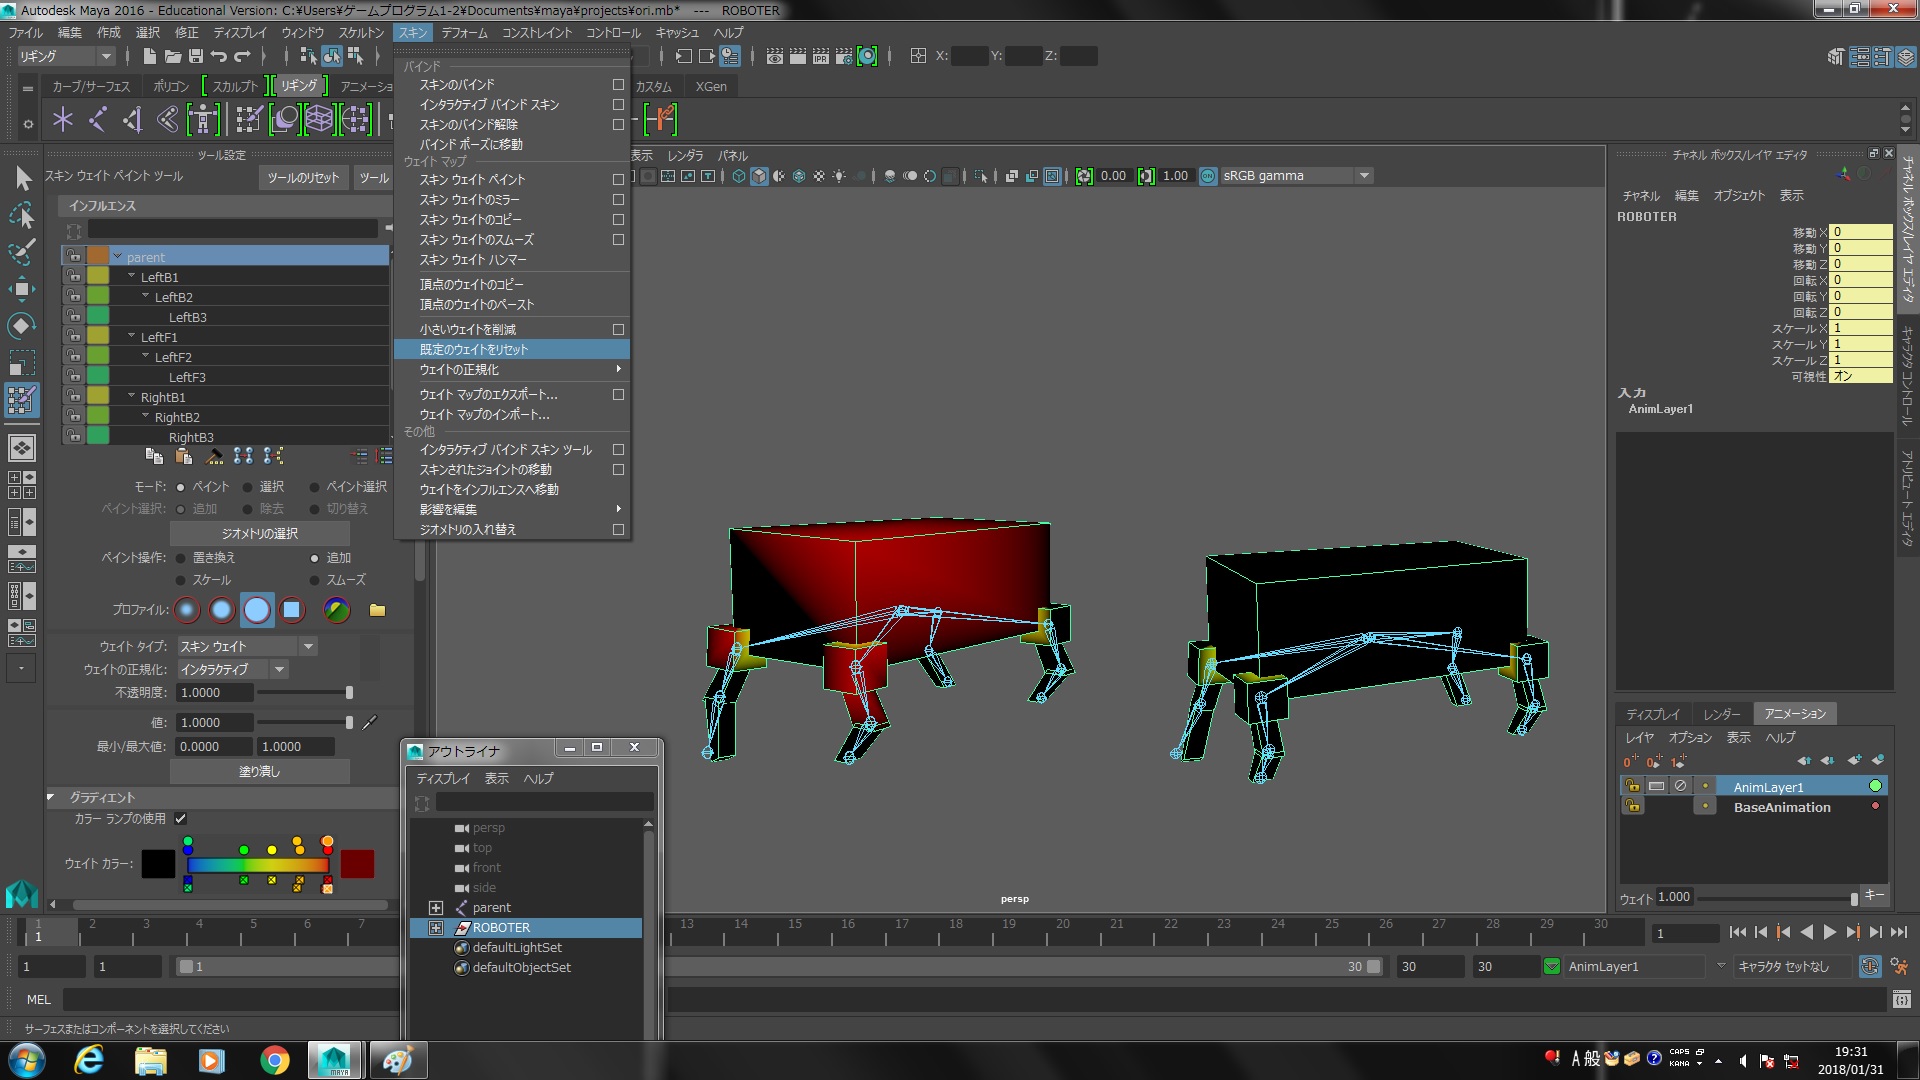 Autodesk Maya 2016 - Educational Version: C:¥Users¥ゲームプログラム1-2¥Documents¥maya¥projects¥ori.mb* --- ROBOTER
ファイル 編集 作成 選択 修正 ディスプレイ ウィンドウ スケルトン スキン デフォーム コンストレイント コントロール キャッシュ ヘルプ
リギング
X: Y: Z:
カーブ/サーフェス ポリゴン スカルプト リギング アニメーショ カスタム XGen
バインド
スキンのバインド
インタラクティブ バインド スキン
スキンのバインド解除
バインド ポーズに移動
ウェイト マップ
スキン ウェイト ペイント
スキン ウェイトのミラー
スキン ウェイトのコピー
スキン ウェイトのスムーズ
スキン ウェイト ハンマー
頂点のウェイトのコピー
頂点のウェイトのペースト
小さいウェイトを削減
既定のウェイトをリセット
ウェイトの正規化
ウェイト マップのエクスポート...
ウェイト マップのインポート...
その他
インタラクティブ バインド スキン ツール
スキンされたジョイントの移動
ウェイトをインフルエンスへ移動
影響を編集
ジオメトリの入れ替え
ツール設定
スキン ウェイト ペイント ツール
ツールのリセット ツール
インフルエンス
parent
LeftB1
LeftB2
LeftB3
LeftF1
LeftF2
LeftF3
RightB1
RightB2
RightB3
モード: ペイント 選択 ペイント選択
ペイント選択: 追加 除去 切り替え
ジオメトリの選択
ペイント操作: 置き換え 追加
スケール スムーズ
プロファイル:
ウェイト タイプ: スキン ウェイト
ウェイトの正規化: インタラクティブ
不透明度: 1.0000
値: 1.0000
最小/最大値: 0.0000 1.0000
塗り潰し
グラディエント
カラー ランプの使用
ウェイト カラー:
表示 レンダラ パネル
0.00 1.00 sRGB gamma
persp
アウトライナ
ディスプレイ 表示 ヘルプ
persp
top
front
side
parent
ROBOTER
defaultLightSet
defaultObjectSet
チャネル ボックス/レイヤ エディタ
チャネル 編集 オブジェクト 表示
ROBOTER
移動 X 0
移動 Y 0
移動 Z 0
回転 X 0
回転 Y 0
回転 Z 0
スケール X 1
スケール Y 1
スケール Z 1
可視性 オン
入力
AnimLayer1
チャネル ボックス/レイヤ エディタ
キャラクタ コントロール
アトリビュート エディタ
ディスプレイ レンダー アニメーション
レイヤ オプション 表示 ヘルプ
AnimLayer1
BaseAnimation
ウェイト 1.000 キー
1 2 3 4 5 6 7 13 14 15 16 17 18 19 20 21 22 23 24 25 26 27 28 29 30
1
1
1 1 1 30 30 30 AnimLayer1 キャラクタ セットなし
MEL
サーフェスまたはコンポーネントを選択してください
MAYA
A 般
CAPS
KANA
19:31
2018/01/31